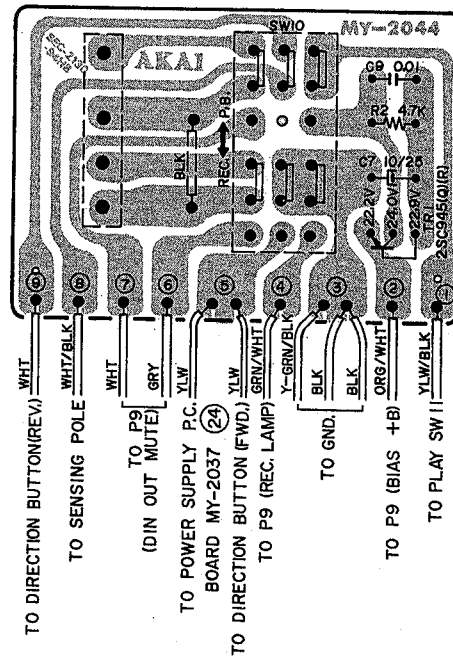 MY-2044
SW10
AKAI
C9 0.01
R2 4.7K
C7 10/25
P.B.
REC.
BLK
22.2V
24.0V
22.9V
TR1
2SC945(Q)(R)
9
8
7
6
5
4
3
2
1
WHT
WHT/BLK
WHT
GRY
YLW
YLW
GRN/WHT
Y-GRN/BLK
BLK
BLK
ORG/WHT
YLW/BLK
TO DIRECTION BUTTON(REV.)
TO SENSING POLE
TO P9
(DIN OUT MUTE)
TO POWER SUPPLY P.C.
BOARD MY-2037 24
TO DIRECTION BUTTON (FWD.)
TO P9 (REC. LAMP)
TO GND.
TO P9 (BIAS +B)
TO PLAY SW 11